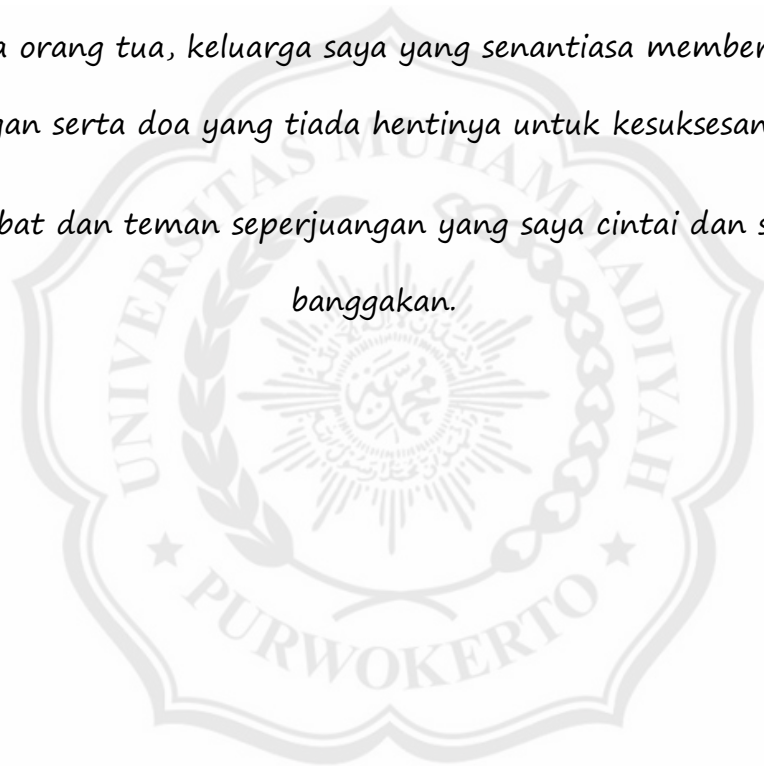 a orang tua, keluarga saya yang senantiasa member
gan serta doa yang tiada hentinya untuk kesuksesan
bat dan teman seperjuangan yang saya cintai dan s
banggakan.
UNIVERSITAS MUHAMMADIYAH
PURWOKERTO